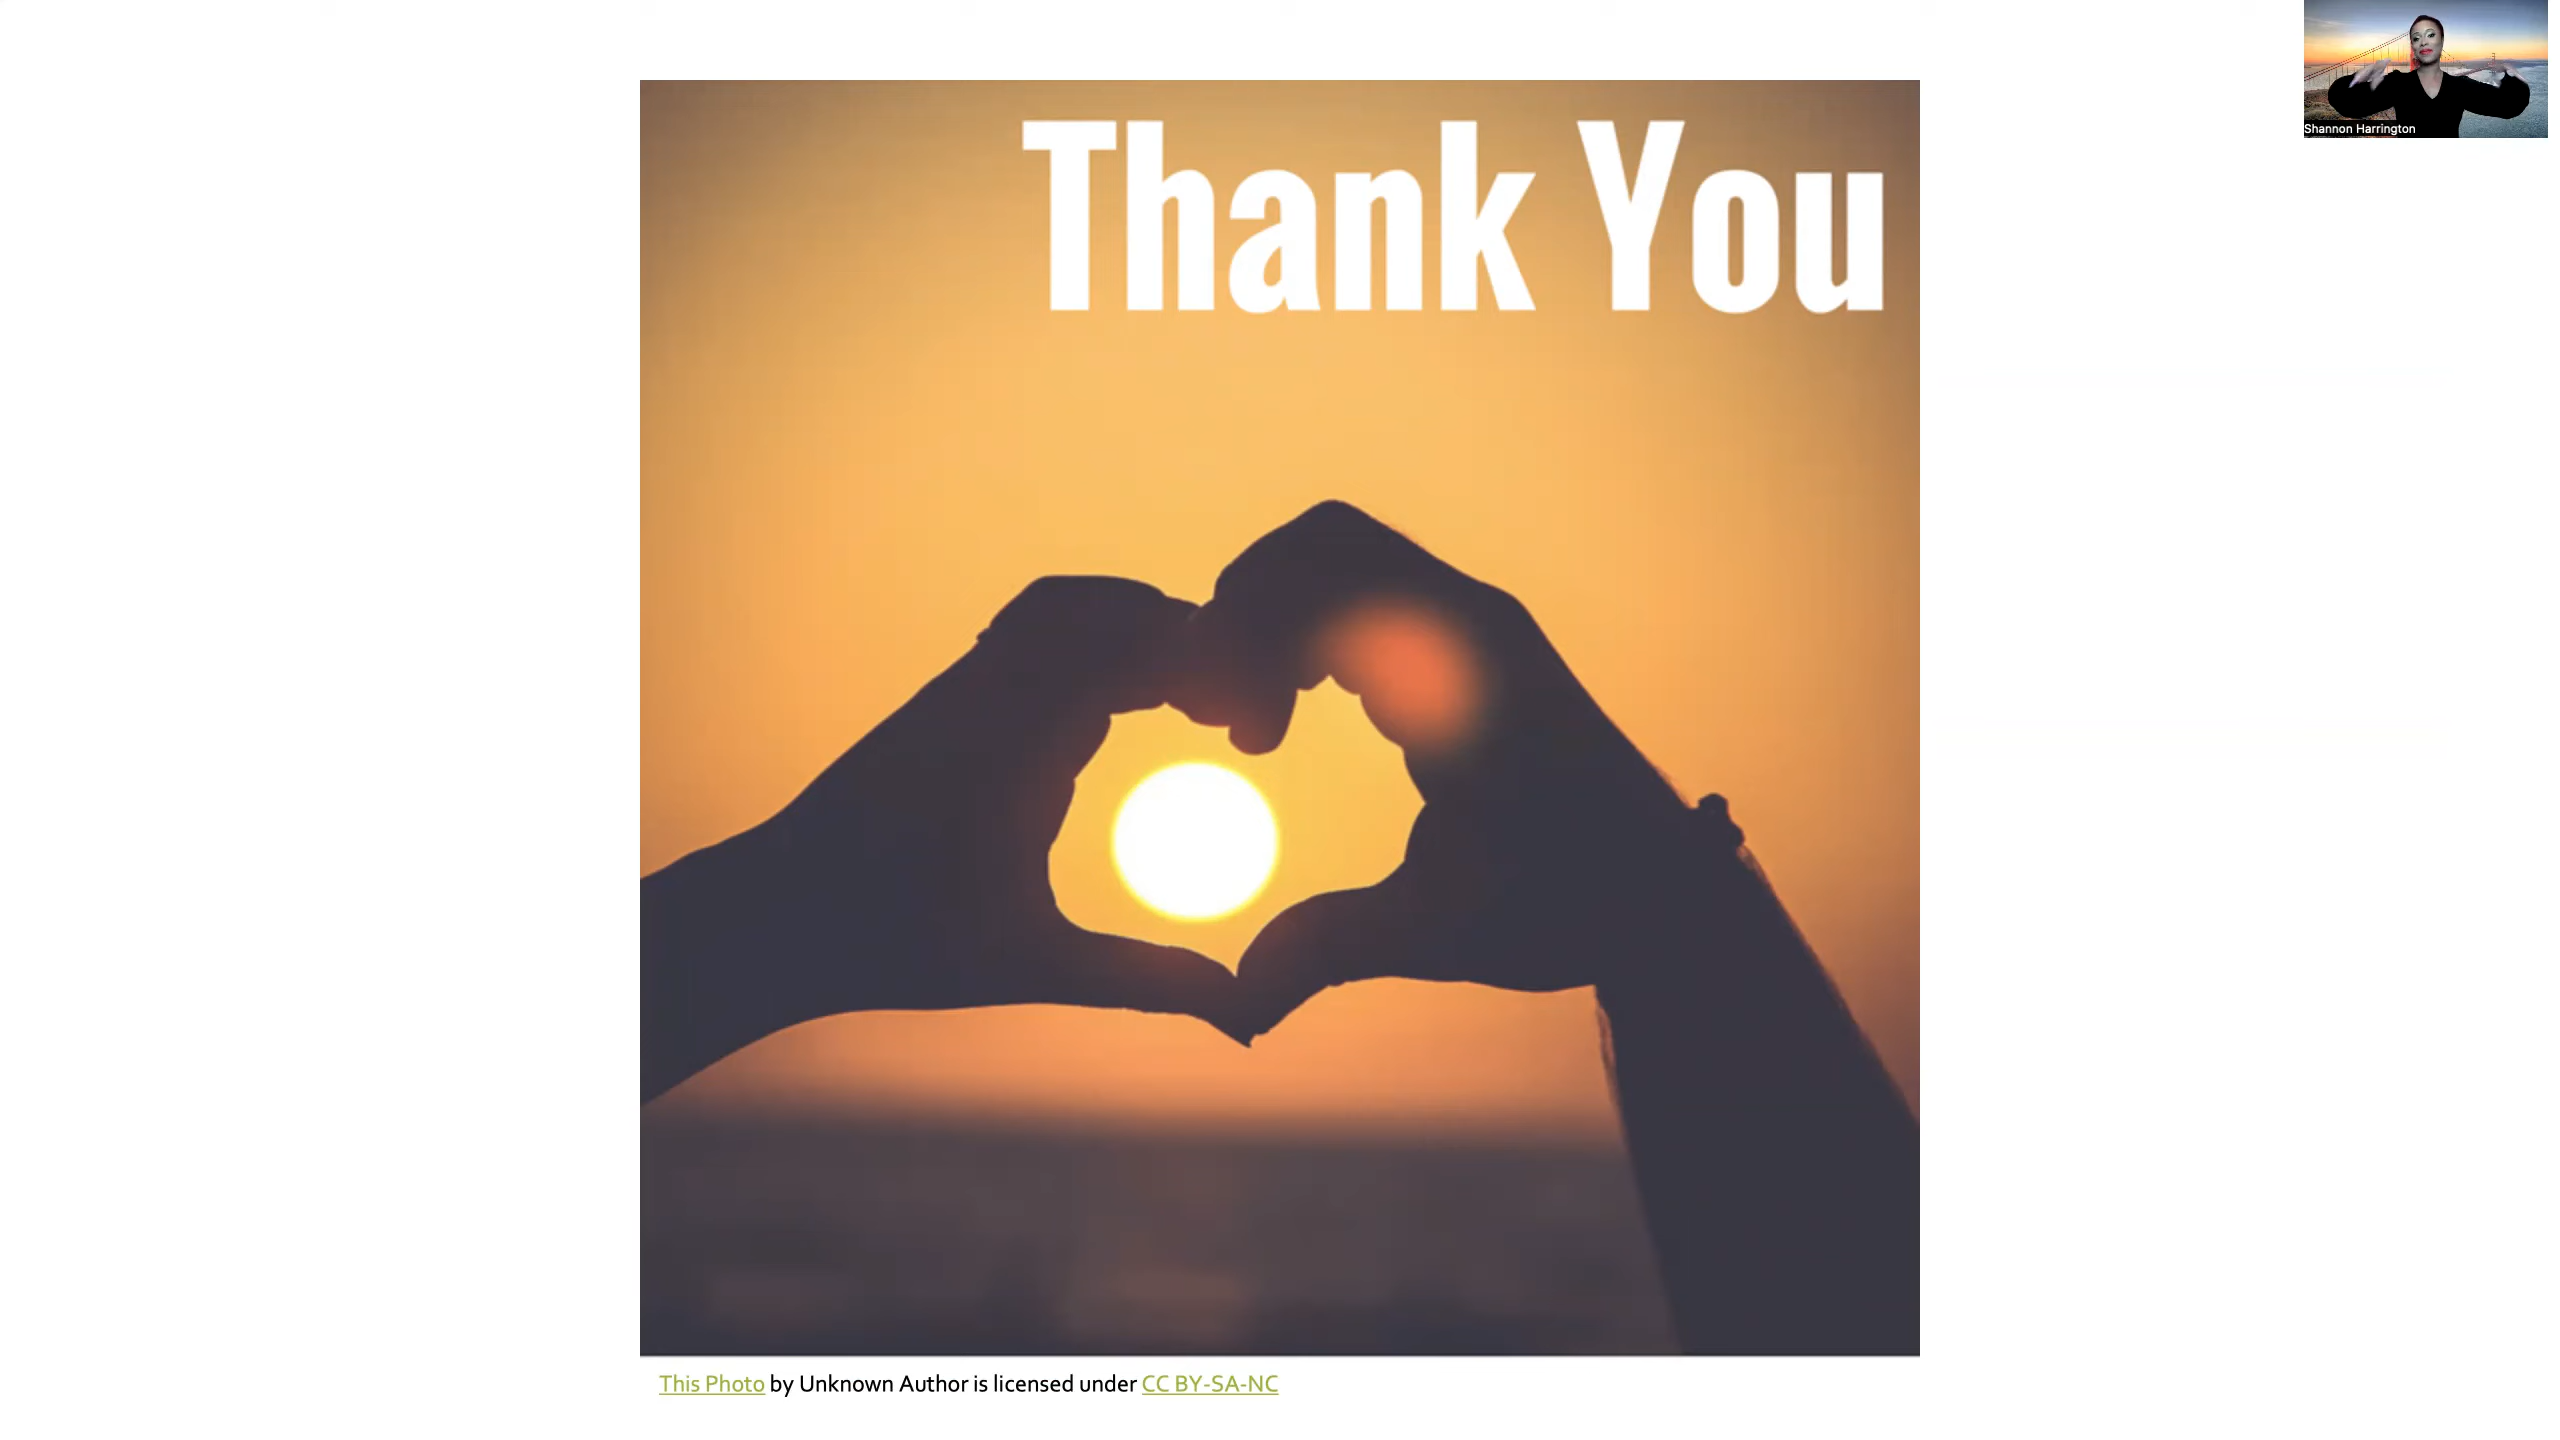 Thank You
Shannon Harrington
This Photo by Unknown Author is licensed under CC BY-SA-NC